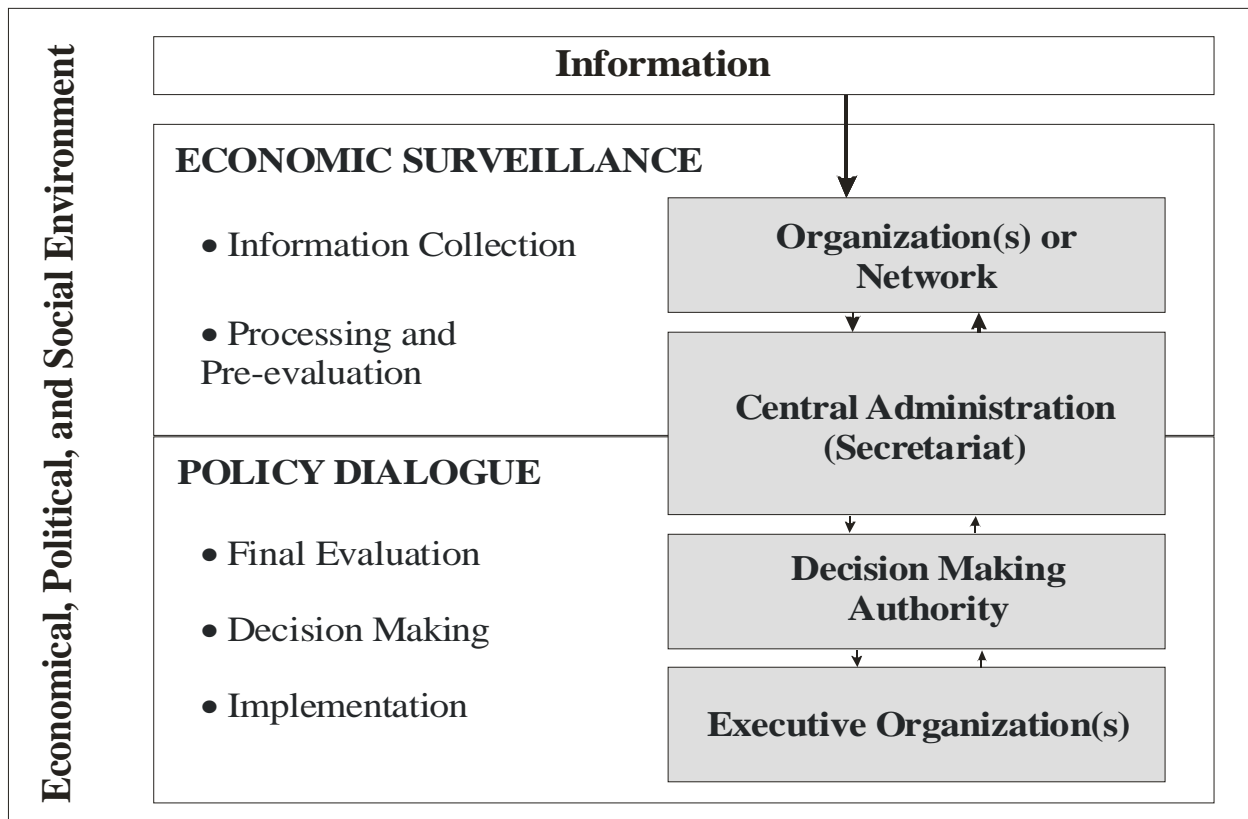 Economical, Political, and Social Environment
Information
ECONOMIC SURVEILLANCE
• Information Collection
• Processing and
Pre-evaluation
Organization(s) or
Network
Central Administration
(Secretariat)
POLICY DIALOGUE
• Final Evaluation
• Decision Making
• Implementation
Decision Making
Authority
Executive Organization(s)